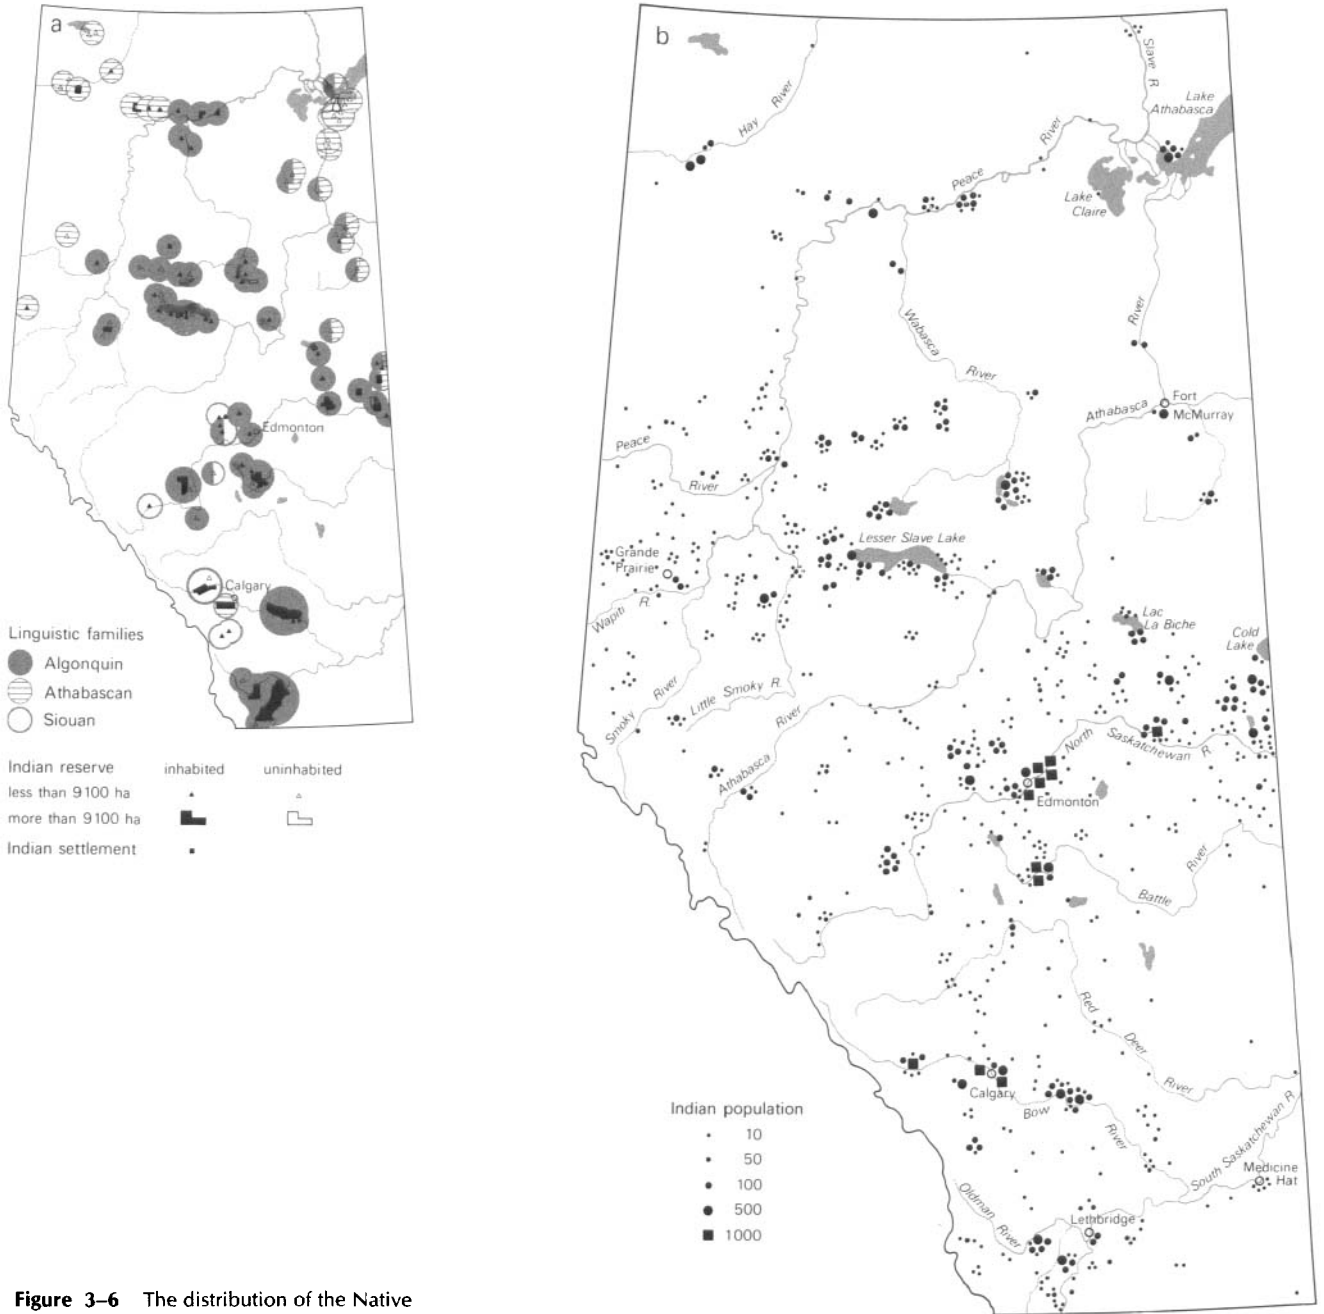 a
Edmonton
Calgary
Linguistic families
Algonquin
Athabascan
Siouan
Indian reserve inhabited uninhabited
less than 9100 ha
more than 9100 ha
Indian settlement
b
Slave R.
Lake
Athabasca
Hay River
Peace River
Lake
Claire
River
Wabasca River
Fort
McMurray
Athabasca
Peace River
Lesser Slave Lake
Grande
Prairie
Wapiti R.
Lac
La Biche
Cold
Lake
Smoky River
Little Smoky R.
Athabasca River
North Saskatchewan R.
Edmonton
Battle River
Red Deer River
Calgary
Bow River
Indian population
10
50
100
500
1000
South Saskatchewan R.
Medicine
Hat
Oldman River
Lethbridge
Figure 3–6 The distribution of the Native